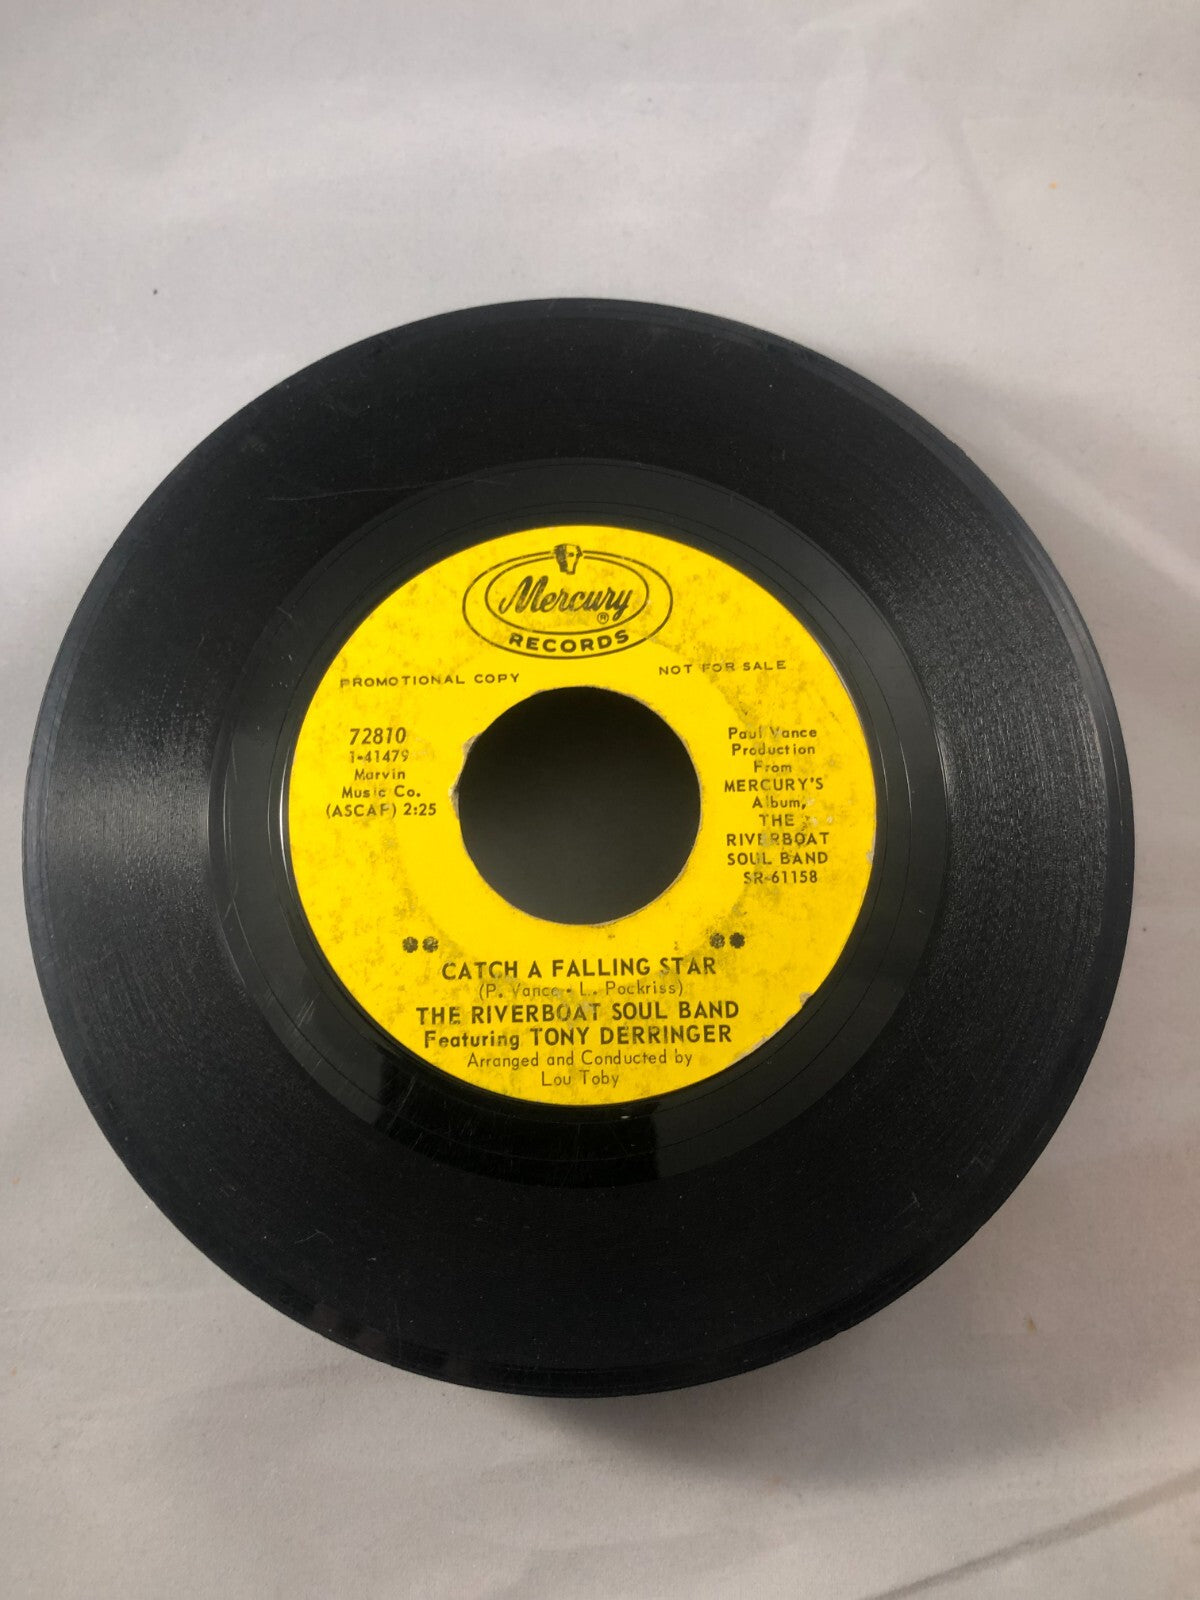 Mercury
®
RECORDS
PROMOTIONAL COPY
NOT FOR SALE
72810
1-41479
Marvin
Music Co.
(ASCAP) 2:25
Paul Vance
Production
From
MERCURY'S
Album,
THE
RIVERBOAT
SOUL BAND
SR-61158
CATCH A FALLING STAR
(P. Vance - L. Pockriss)
THE RIVERBOAT SOUL BAND
Featuring TONY DERRINGER
Arranged and Conducted by
Lou Toby